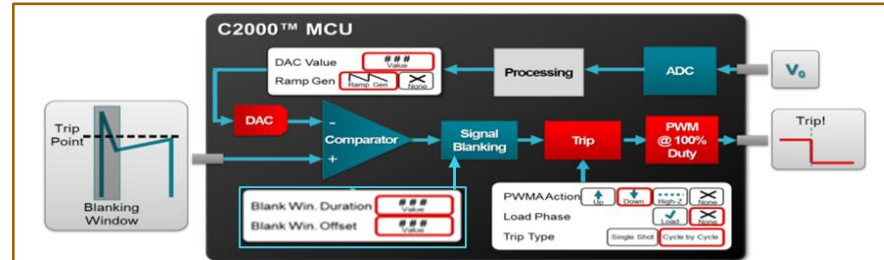 C2000™ MCU
DAC Value
###
Value
Ramp Gen
Ramp Gen
None
Processing
ADC
V₀
Trip
Point
Blanking
Window
DAC
-
+
Comparator
Signal
Blanking
Trip
PWM
@ 100%
Duty
Trip!
Blank Win. Duration
###
Value
Blank Win. Offset
###
Value
PWMA Action
Up
Down
High-Z
None
Load Phase
Load
None
Trip Type
Single Shot
Cycle by Cycle